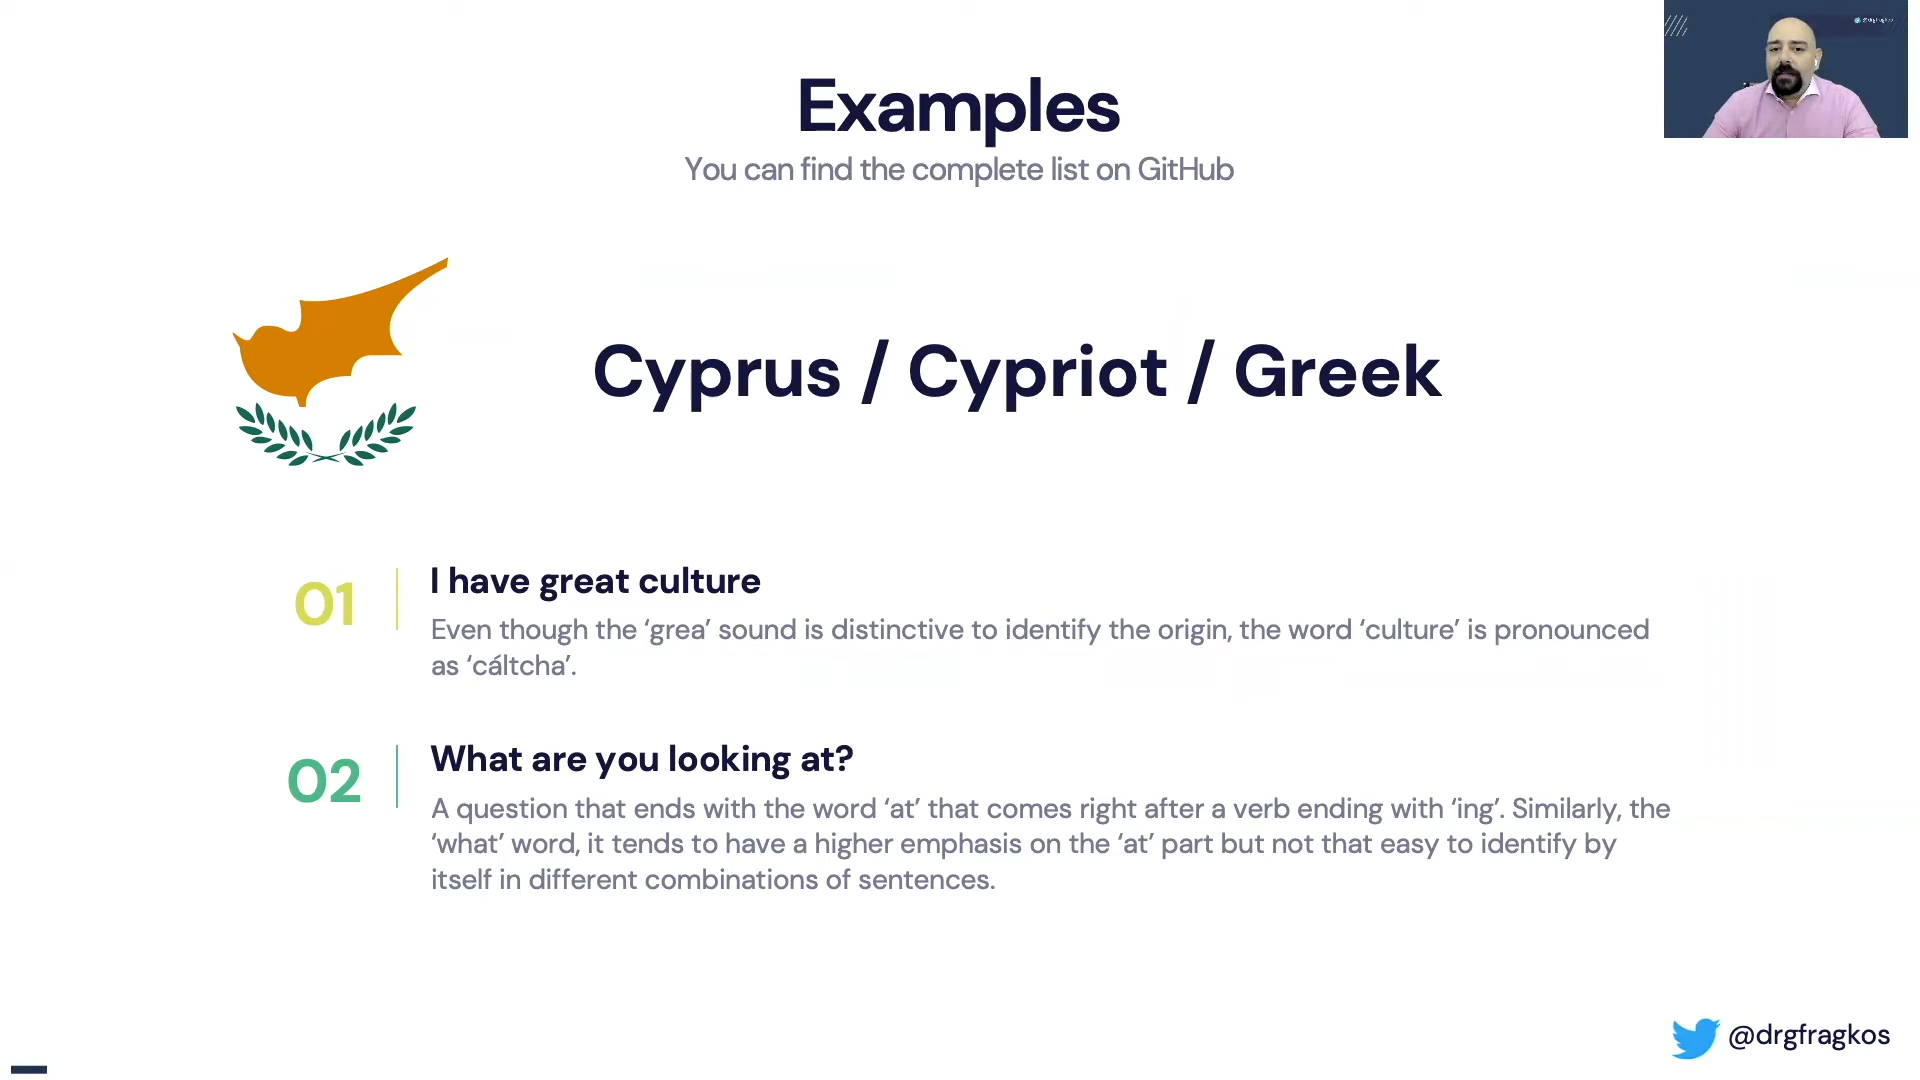 Examples
You can find the complete list on GitHub
Cyprus / Cypriot / Greek
01
I have great culture
Even though the ‘grea’ sound is distinctive to identify the origin, the word ‘culture’ is pronounced
as ‘cáltcha’.
02
What are you looking at?
A question that ends with the word ‘at’ that comes right after a verb ending with ‘ing’. Similarly, the
‘what’ word, it tends to have a higher emphasis on the ‘at’ part but not that easy to identify by
itself in different combinations of sentences.
@drgfragkos